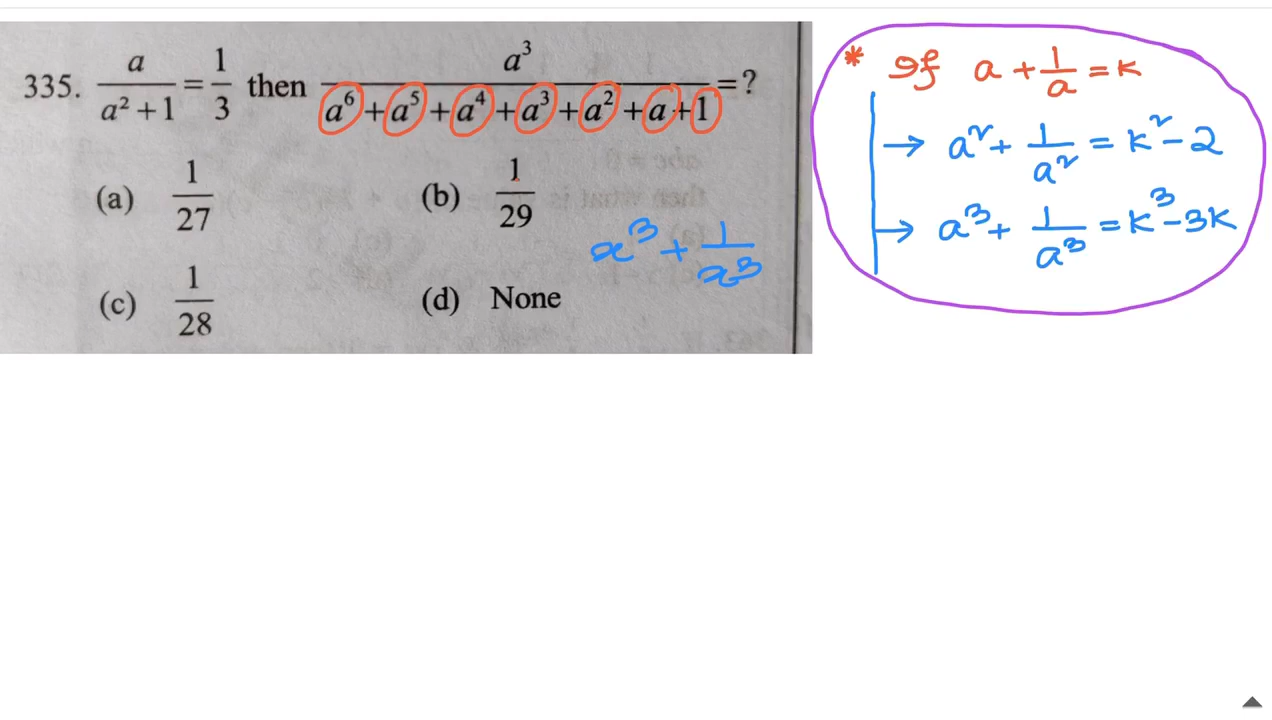 335. a/(a² + 1) = 1/3 then a³/(a⁶ + a⁵ + a⁴ + a³ + a² + a + 1) = ?
(a) 1/27 (b) 1/29
(c) 1/28 (d) None
x³ + 1/x³
* If a + 1/a = K
→ a² + 1/a² = K² - 2
→ a³ + 1/a³ = K³ - 3K